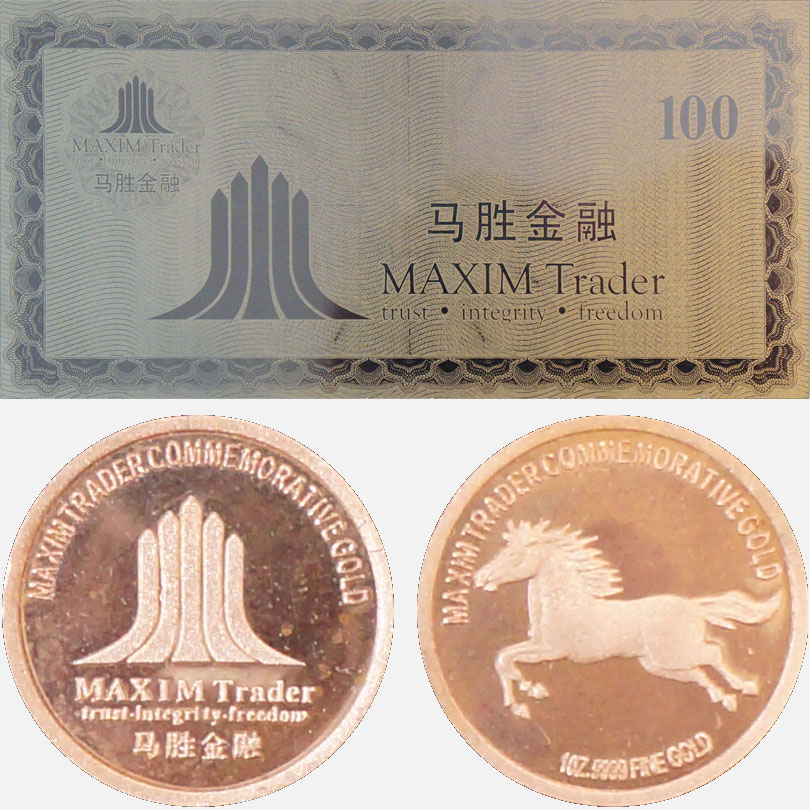 MAXIM Trader
trust • integrity • freedom
马胜金融
100
马胜金融
MAXIM Trader
trust • integrity • freedom
MAXIM TRADER COMMEMORATIVE GOLD
MAXIM Trader
trust·integrity·freedom
马胜金融
MAXIM TRADER COMMEMORATIVE GOLD
1OZ.9999 FINE GOLD